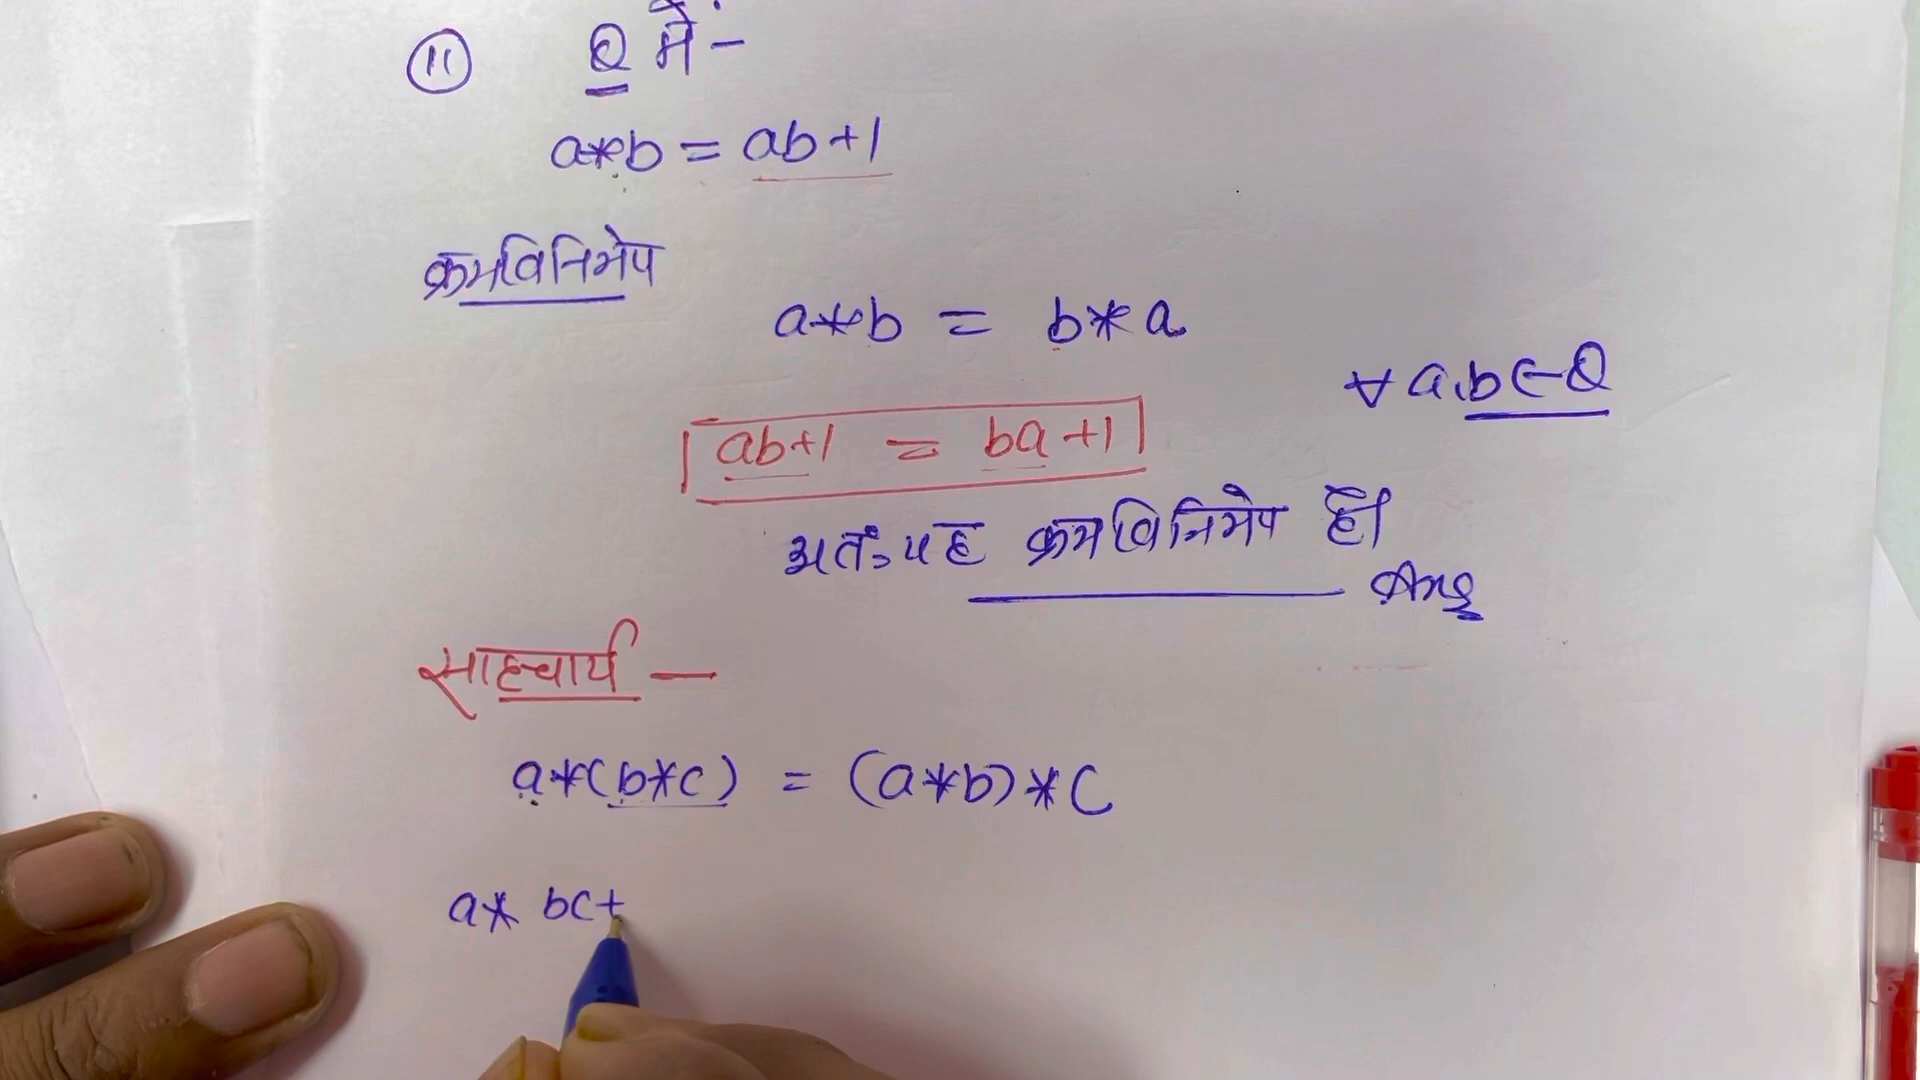 (11) Q में -
a*b = ab+1
क्रमविनिमेय
a*b = b*a
∀ a,b ∈ Q
ab+1 = ba+1
अतः यह क्रमविनिमेय है।
Ans
साहचार्य —
a*(b*c) = (a*b)*c
a* bc+